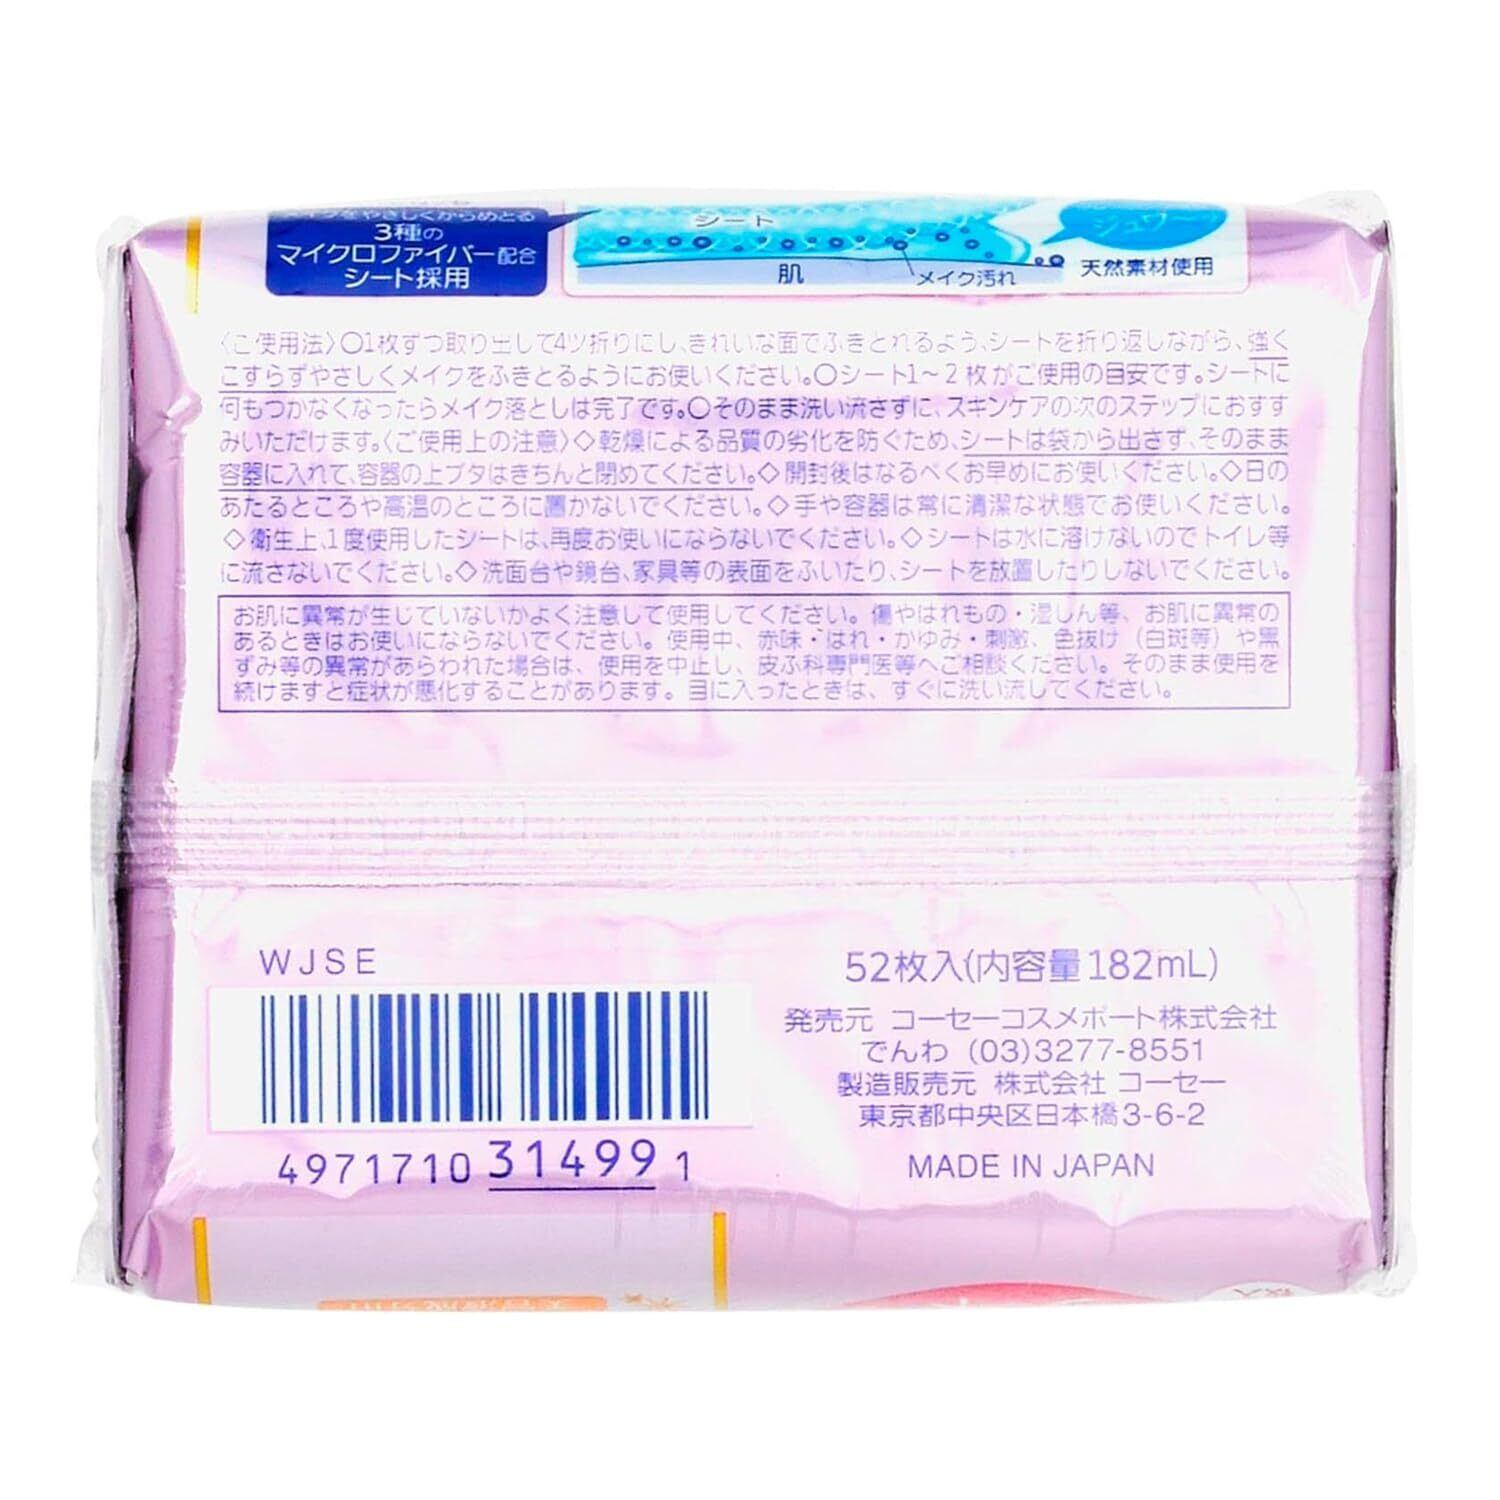 メイクをやさしくからめとる
3種の
マイクロファイバー配合
シート採用
シート
肌
メイク汚れ
ジュワ〜ッ
天然素材使用
〈ご使用法〉〇1枚ずつ取り出して4ツ折りにし、きれいな面でふきとれるよう、シートを折り返しながら、強く
こすらずやさしくメイクをふきとるようにお使いください。〇シート1〜2枚がご使用の目安です。シートに
何もつかなくなったらメイク落としは完了です。〇そのまま洗い流さずに、スキンケアの次のステップにおすす
みいただけます。〈ご使用上の注意〉◇乾燥による品質の劣化を防ぐため、シートは袋から出さず、そのまま
容器に入れて、容器の上ブタはきちんと閉めてください。◇開封後はなるべくお早めにお使いください。◇日の
あたるところや高温のところに置かないでください。◇手や容器は常に清潔な状態でお使いください。
◇衛生上、1度使用したシートは、再度お使いにならないでください。◇シートは水に溶けないのでトイレ等
に流さないでください。◇洗面台や鏡台、家具等の表面をふいたり、シートを放置したりしないでください。
お肌に異常が生じていないかよく注意して使用してください。傷やはれもの・湿しん等、お肌に異常の
あるときはお使いにならないでください。使用中、赤味・はれ・かゆみ・刺激、色抜け（白斑等）や黒
ずみ等の異常があらわれた場合は、使用を中止し、皮ふ科専門医等へご相談ください。そのまま使用を
続けますと症状が悪化することがあります。目に入ったときは、すぐに洗い流してください。
WJSE
4971710 31499 1
52枚入(内容量182mL)
発売元 コーセーコスメポート株式会社
でんわ (03)3277-8551
製造販売元 株式会社 コーセー
東京都中央区日本橋3-6-2
MADE IN JAPAN